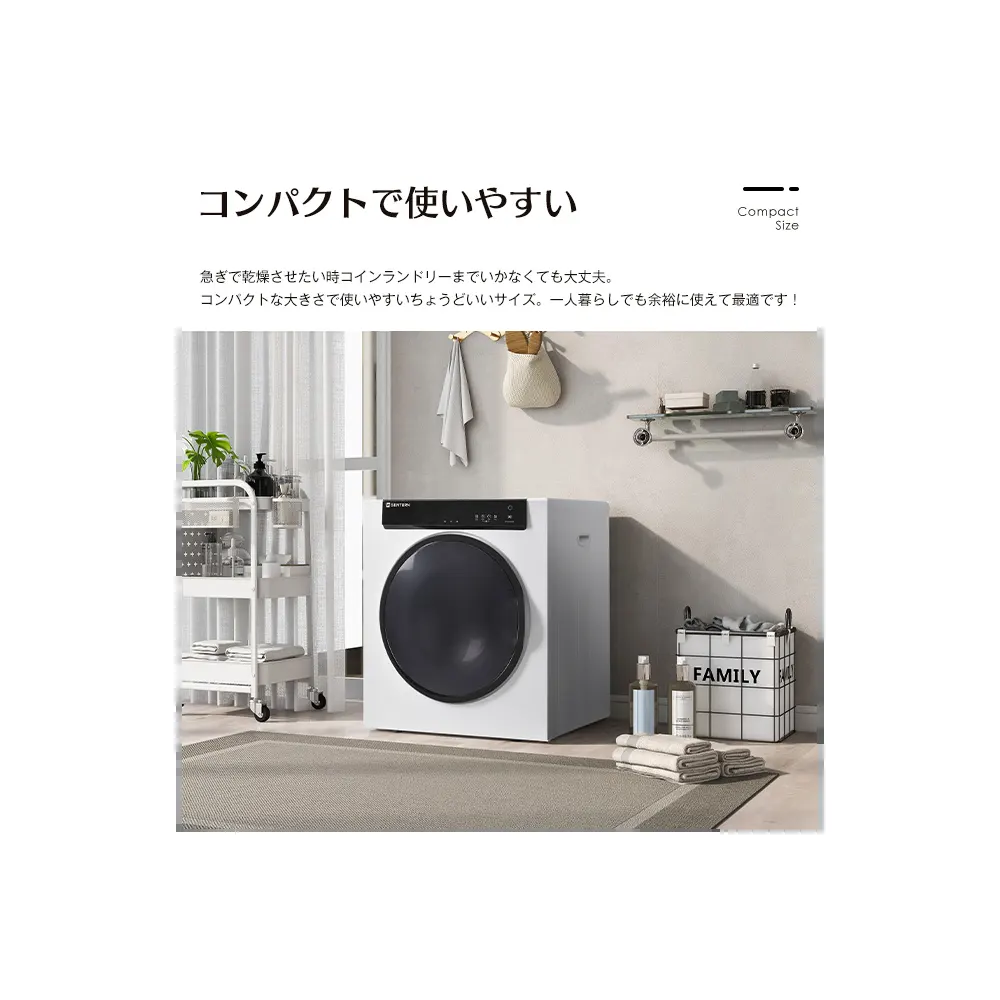 コンパクトで使いやすい
Compact
Size
急ぎで乾燥させたい時コインランドリーまでいかなくても大丈夫。
コンパクトな大きさで使いやすいちょうどいいサイズ。一人暮らしでも余裕に使えて最適です！
FAMILY